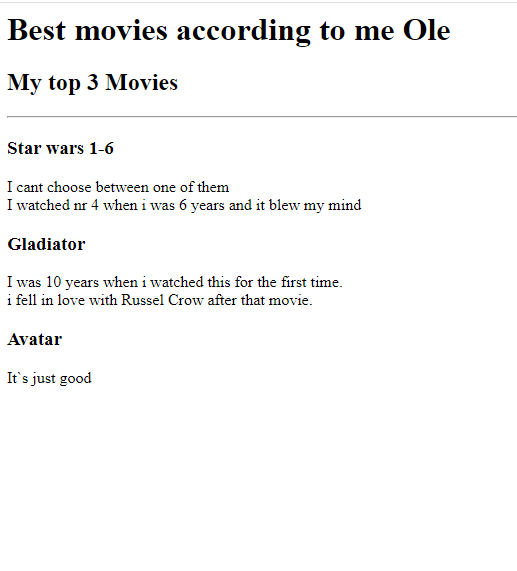 Best movies according to me Ole
My top 3 Movies
Star wars 1-6
I cant choose between one of them
I watched nr 4 when i was 6 years and it blew my mind
Gladiator
I was 10 years when i watched this for the first time.
i fell in love with Russel Crow after that movie.
Avatar
It`s just good